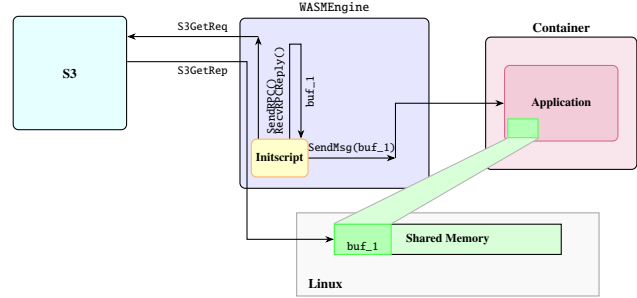 WASMEngine
S3GetReq
Container
S3
SendRPC()
RecvRPCReply()
buf_1
S3GetRep
Application
SendMsg(buf_1)
Initscript
Shared Memory
buf_1
Linux